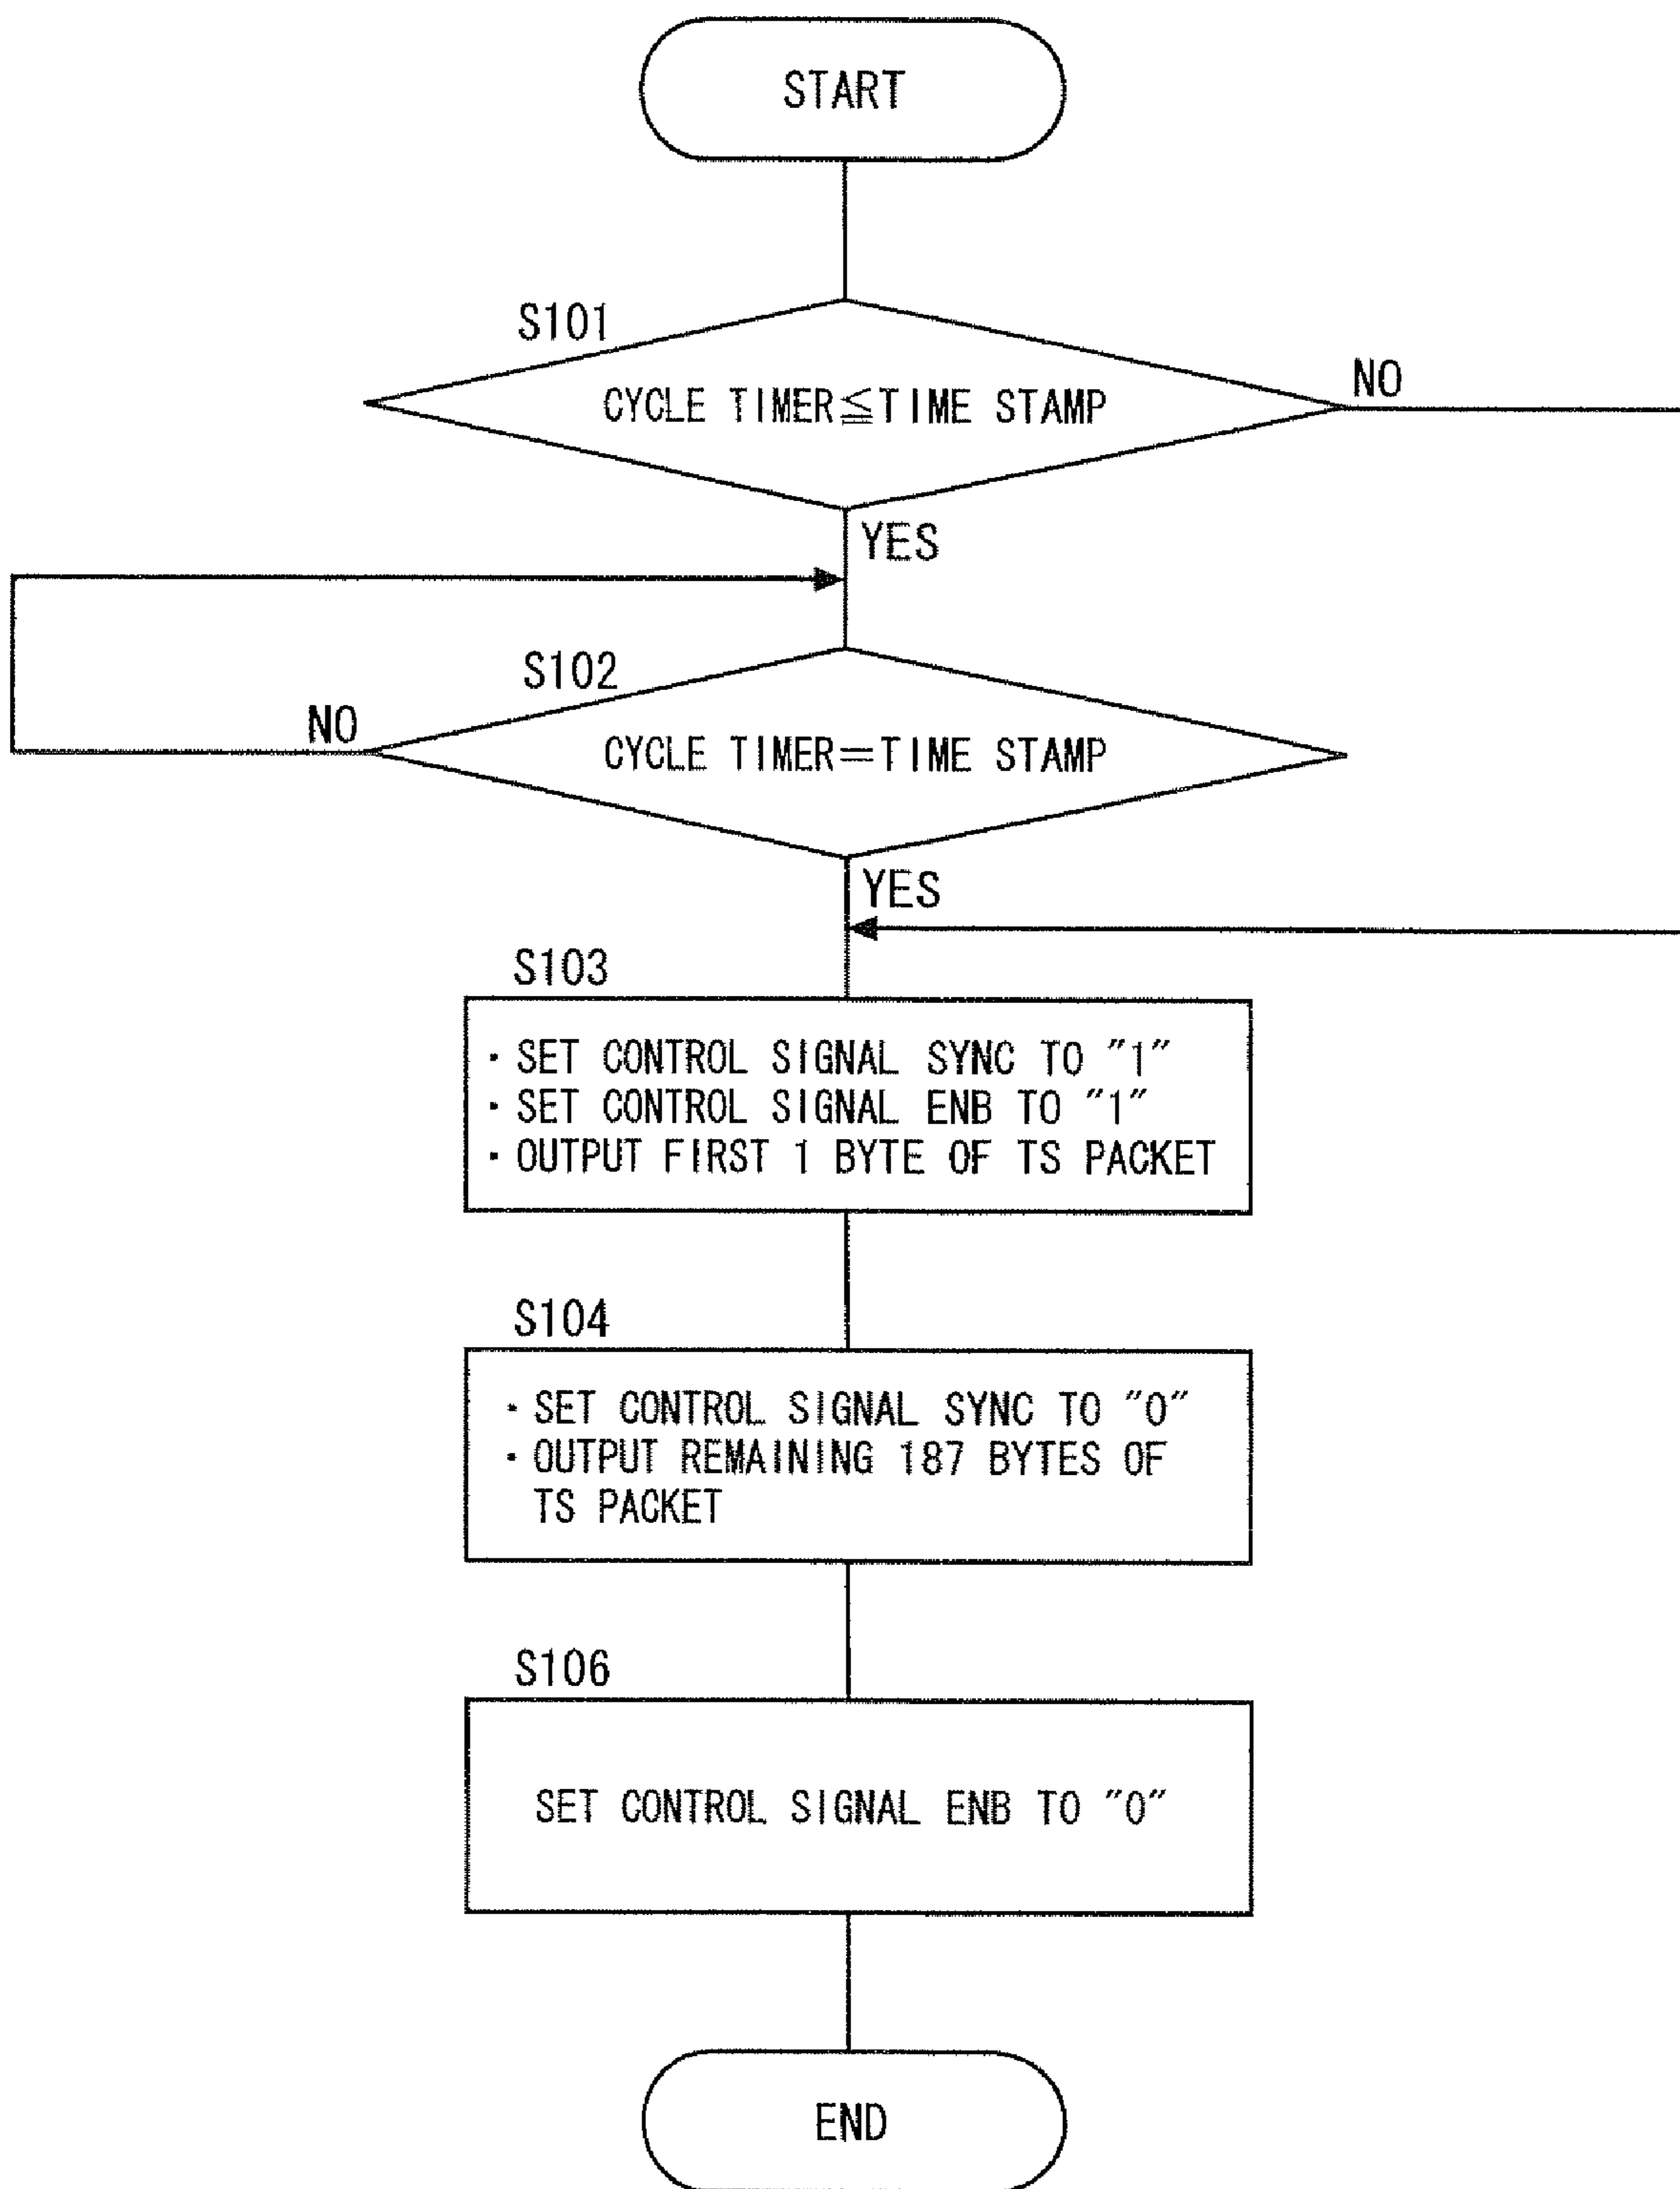 START
S101
CYCLE TIMER≦TIME STAMP
NO
YES
S102
NO
CYCLE TIMER=TIME STAMP
YES
S103
・SET CONTROL SIGNAL SYNC TO "1"
・SET CONTROL SIGNAL ENB TO "1"
・OUTPUT FIRST 1 BYTE OF TS PACKET
S104
・SET CONTROL SIGNAL SYNC TO "0"
・OUTPUT REMAINING 187 BYTES OF
TS PACKET
S106
SET CONTROL SIGNAL ENB TO "0"
END